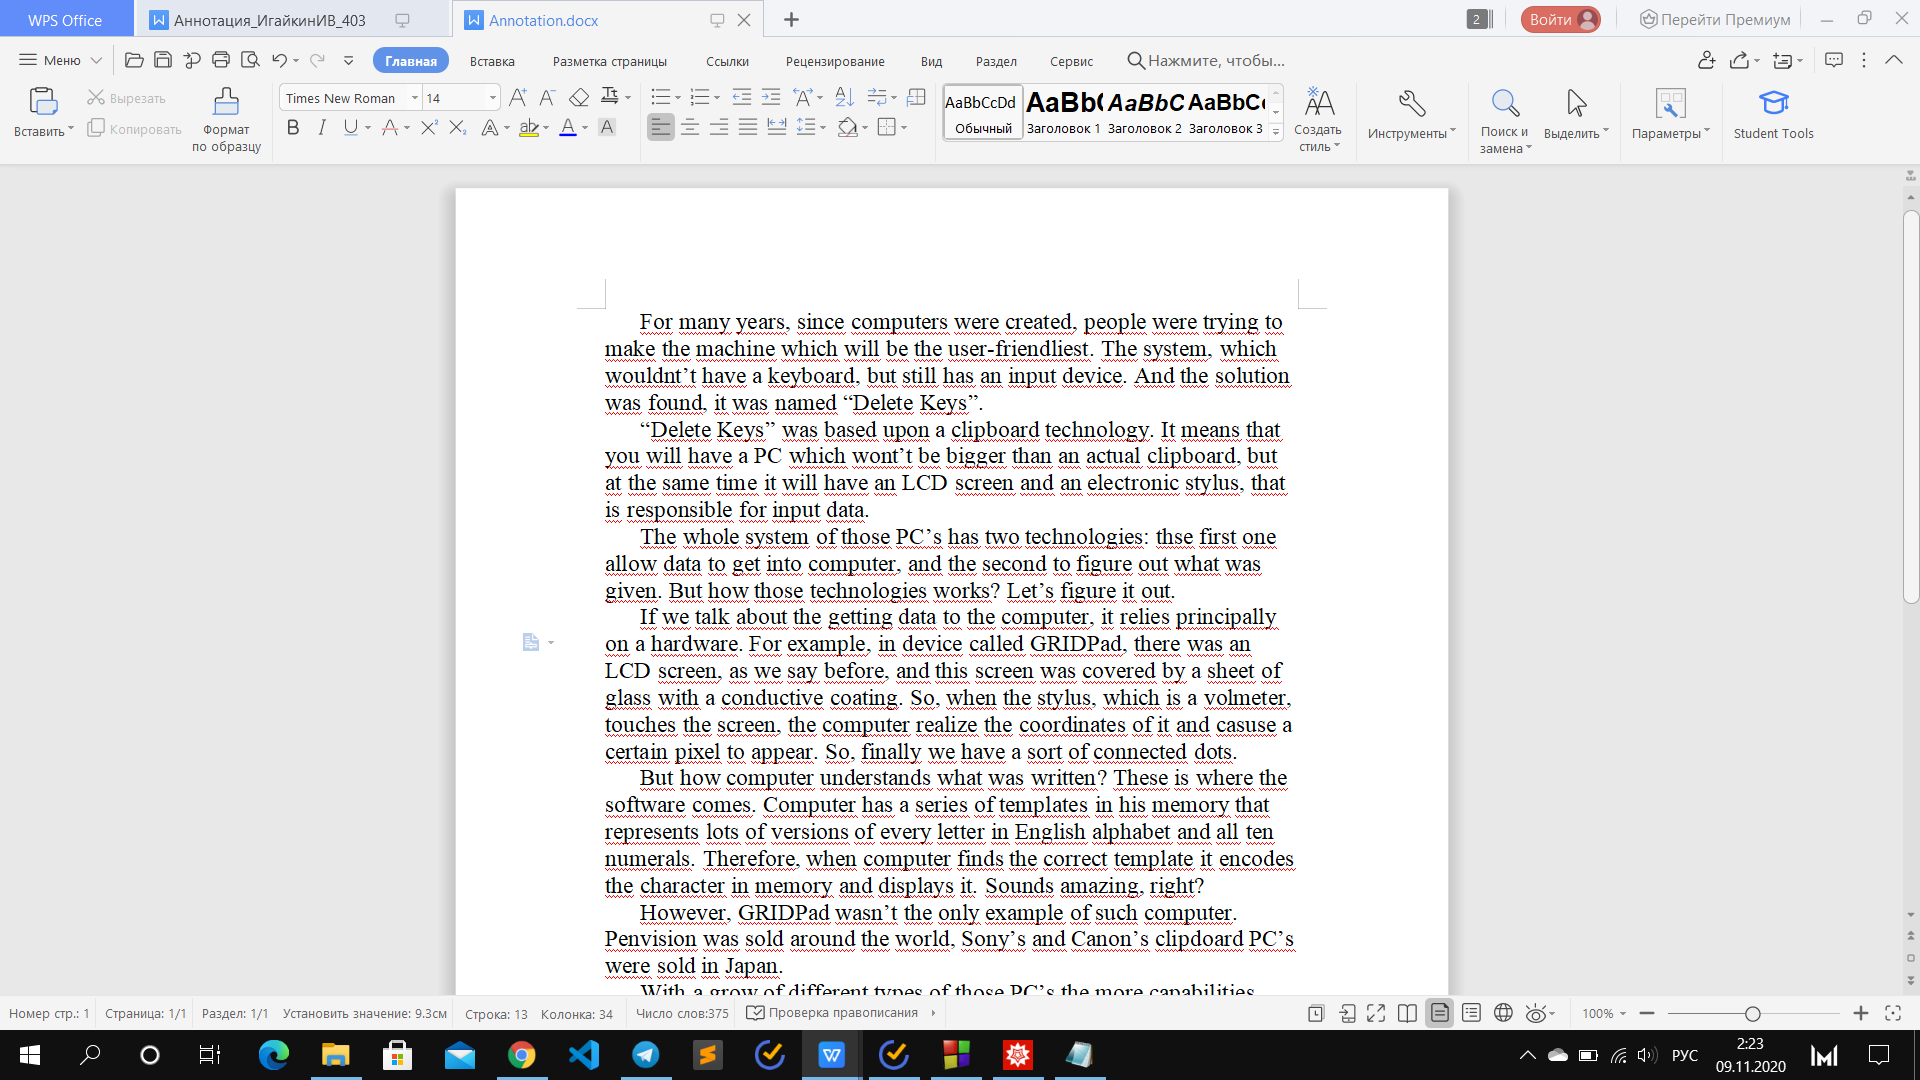 WPS Office
Аннотация_ИгайкинИВ_403
Annotation.docx
2
Войти
Перейти Премиум
Меню
Главная
Вставка
Разметка страницы
Ссылки
Рецензирование
Вид
Раздел
Сервис
Нажмите, чтобы...
Вставить
Вырезать
Копировать
Формат
по образцу
Times New Roman
14
AaBbCcDd
Обычный
AaBb(
Заголовок 1
AaBbC
Заголовок 2
AaBbC
Заголовок 3
Создать
стиль
Инструменты
Поиск и
замена
Выделить
Параметры
Student Tools
For many years, since computers were created, people were trying to
make the machine which will be the user-friendliest. The system, which
wouldnt’t have a keyboard, but still has an input device. And the solution
was found, it was named “Delete Keys”.
“Delete Keys” was based upon a clipboard technology. It means that
you will have a PC which wont’t be bigger than an actual clipboard, but
at the same time it will have an LCD screen and an electronic stylus, that
is responsible for input data.
The whole system of those PC’s has two technologies: thse first one
allow data to get into computer, and the second to figure out what was
given. But how those technologies works? Let’s figure it out.
If we talk about the getting data to the computer, it relies principally
on a hardware. For example, in device called GRIDPad, there was an
LCD screen, as we say before, and this screen was covered by a sheet of
glass with a conductive coating. So, when the stylus, which is a volmeter,
touches the screen, the computer realize the coordinates of it and casuse a
certain pixel to appear. So, finally we have a sort of connected dots.
But how computer understands what was written? These is where the
software comes. Computer has a series of templates in his memory that
represents lots of versions of every letter in English alphabet and all ten
numerals. Therefore, when computer finds the correct template it encodes
the character in memory and displays it. Sounds amazing, right?
However, GRIDPad wasn’t the only example of such computer.
Penvision was sold around the world, Sony’s and Canon’s clipdoard PC’s
were sold in Japan.
With a grow of different types of those PC’s the more capabilities
Номер стр.: 1
Страница: 1/1
Раздел: 1/1
Установить значение: 9.3см
Строка: 13
Колонка: 34
Число слов:375
Проверка правописания
100%
РУС
2:23
09.11.2020